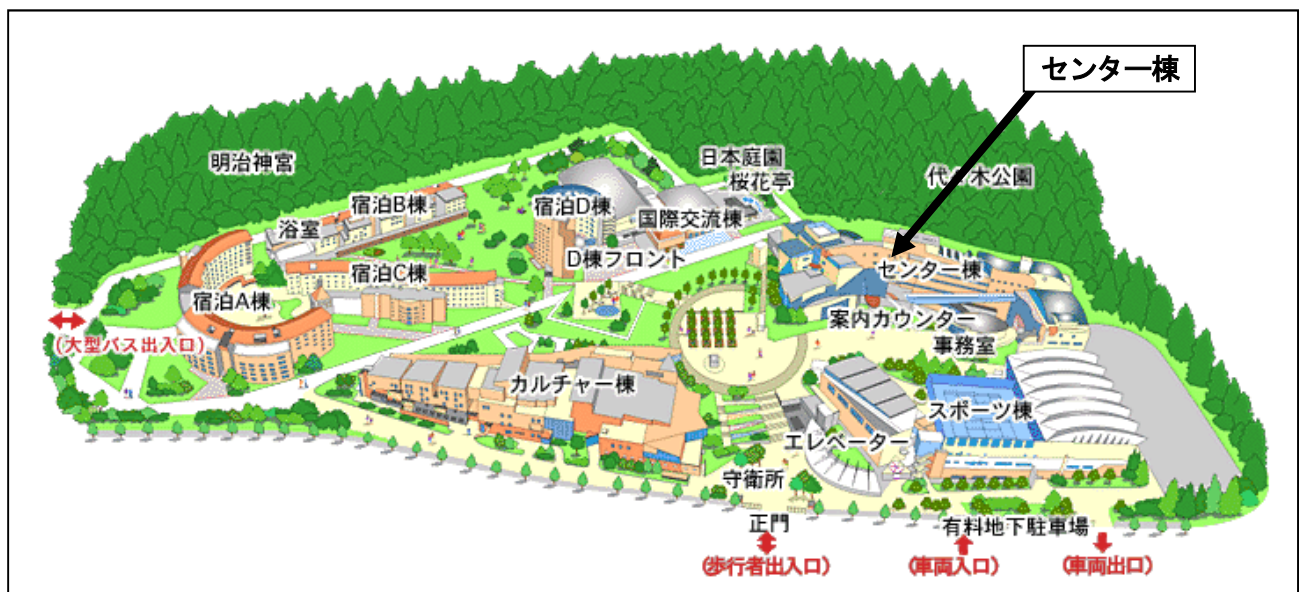 センター棟
明治神宮
日本庭園
桜花亭
代々木公園
宿泊B棟
宿泊D棟
国際交流棟
浴室
D棟フロント
宿泊C棟
センター棟
宿泊A棟
案内カウンター
(大型バス出入口)
事務室
カルチャー棟
スポーツ棟
エレベーター
守衛所
正門
有料地下駐車場
(歩行者出入口)
(車両入口)
(車両出口)